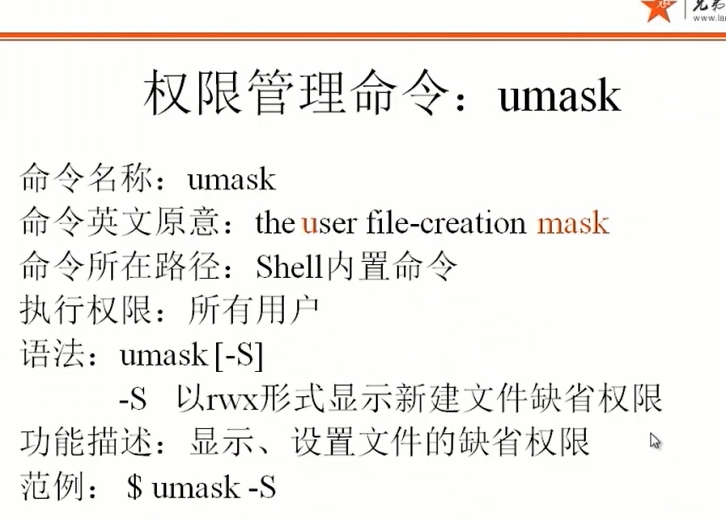 www.la
权限管理命令：umask
命令名称：umask
命令英文原意：the user file-creation mask
命令所在路径：Shell内置命令
执行权限：所有用户
语法：umask [-S]
-S 以rwx形式显示新建文件缺省权限
功能描述：显示、设置文件的缺省权限
范例： $ umask -S